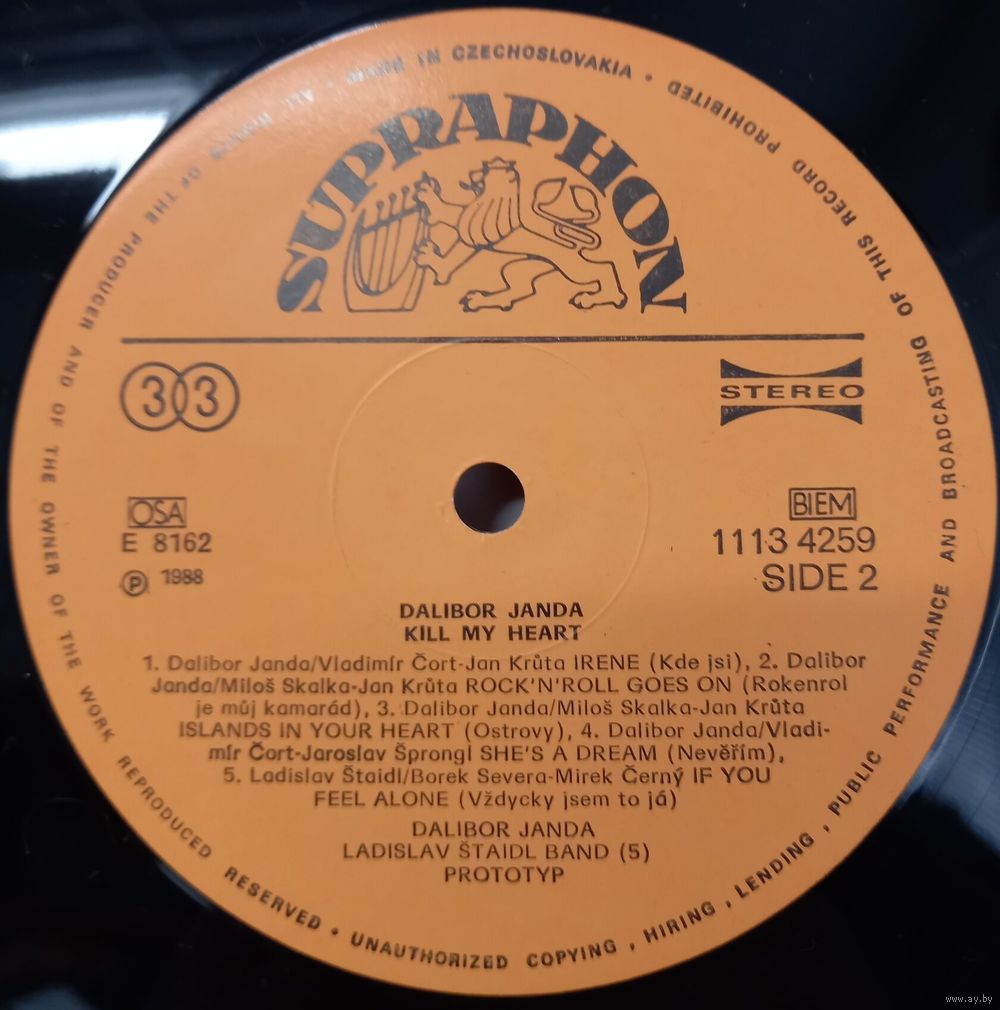 MADE IN CZECHOSLOVAKIA • ALL RIGHTS OF THE PRODUCER AND OF THE OWNER OF THE WORK REPRODUCED RESERVED • UNAUTHORIZED COPYING , HIRING , LENDING , PUBLIC PERFORMANCE AND BROADCASTING OF THIS RECORD PROHIBITED •
SUPRAPHON
33
STEREO
OSA
E 8162
℗ 1988
BIEM
1113 4259
SIDE 2
DALIBOR JANDA
KILL MY HEART
1. Dalibor Janda/Vladimír Čort-Jan Krůta IRENE (Kde jsi), 2. Dalibor
Janda/Miloš Skalka-Jan Krůta ROCK'N'ROLL GOES ON (Rokenrol
je můj kamarád), 3. Dalibor Janda/Miloš Skalka-Jan Krůta
ISLANDS IN YOUR HEART (Ostrovy), 4. Dalibor Janda/Vladi-
mír Čort-Jaroslav Šprongl SHE'S A DREAM (Nevěřím),
5. Ladislav Štaidl/Borek Severa-Mirek Černý IF YOU
FEEL ALONE (Vždycky jsem to já)
DALIBOR JANDA
LADISLAV ŠTAIDL BAND (5)
PROTOTYP
www.ay.by